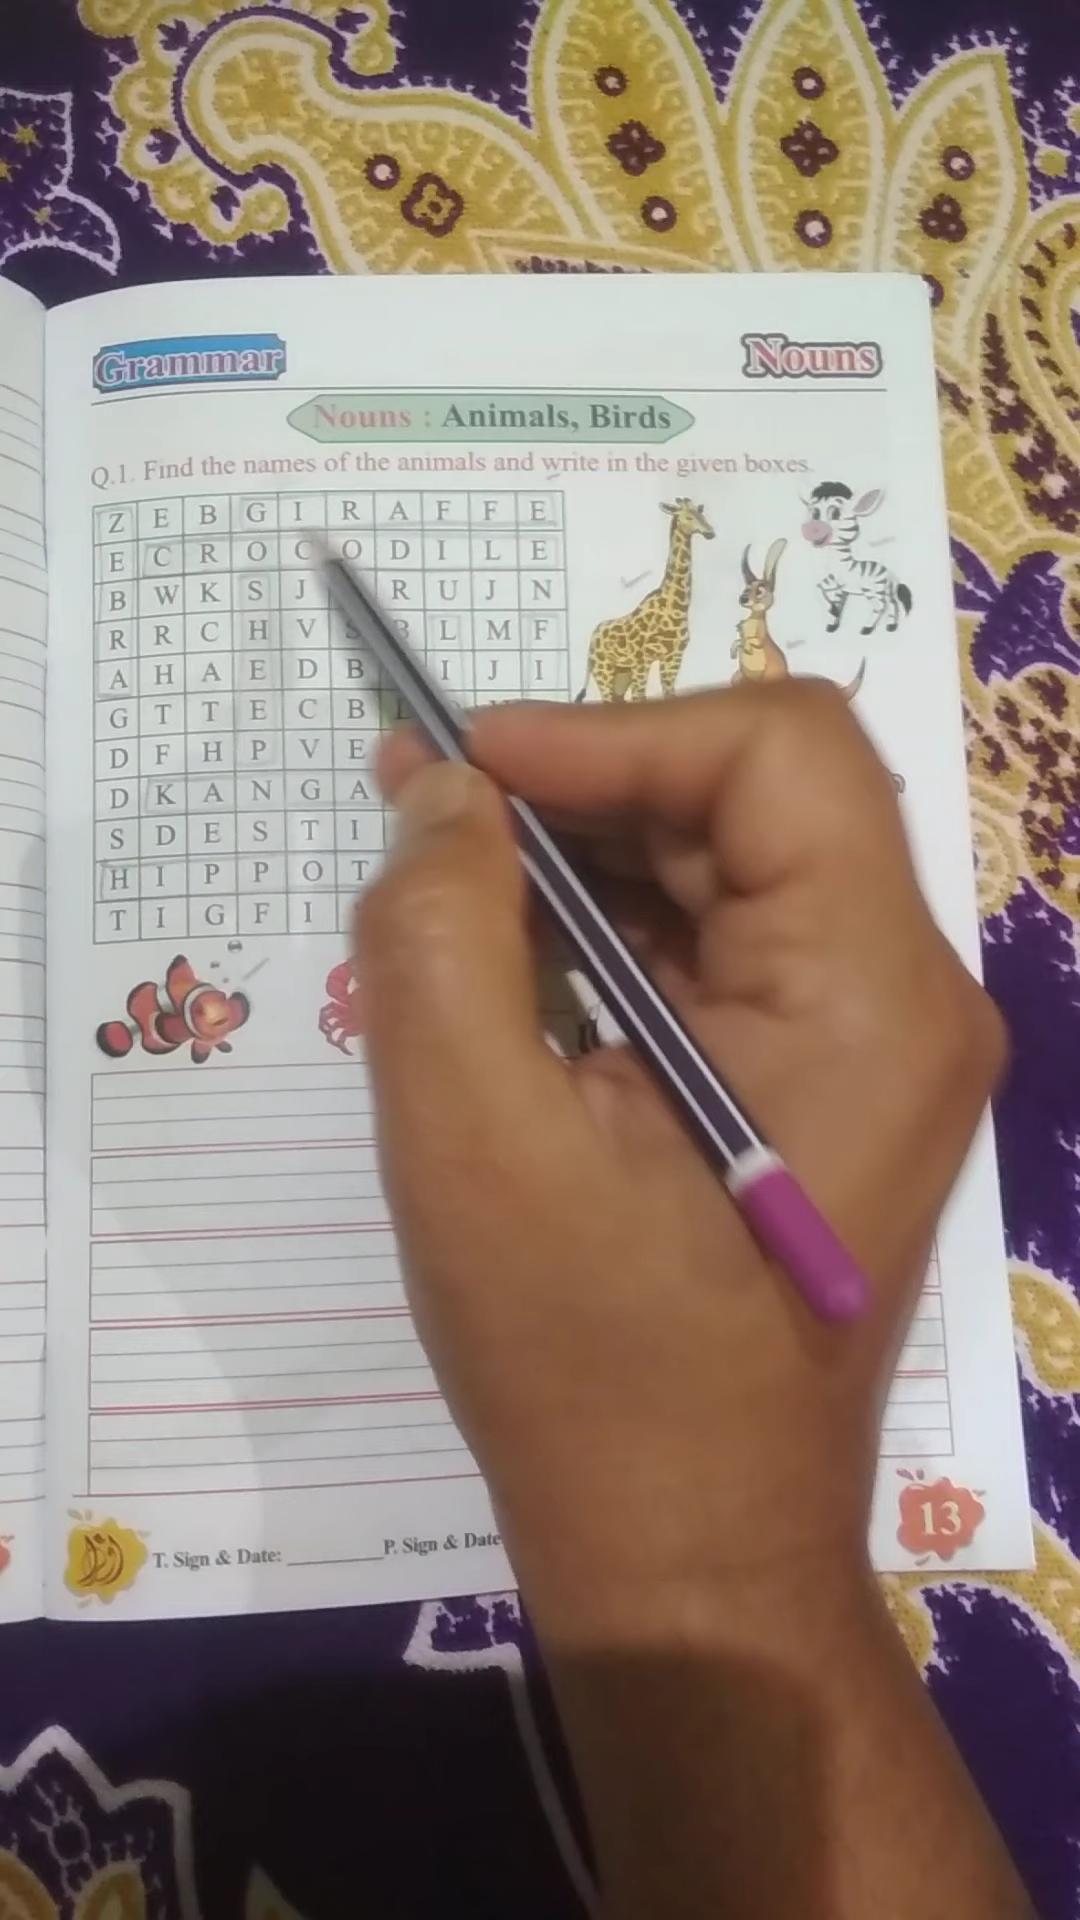 Grammar
Nouns
Nouns : Animals, Birds
Q.1. Find the names of the animals and write in the given boxes.
Z E B G I R A F F E
E C R O C O D I L E
B W K S J R U J N
R R C H V S B L M F
A H A E D B I J I
G T T E C B
D F H P V E
D K A N G A
S D E S T I
H I P P O T
T I G F I
T. Sign & Date: __________ P. Sign & Date
13